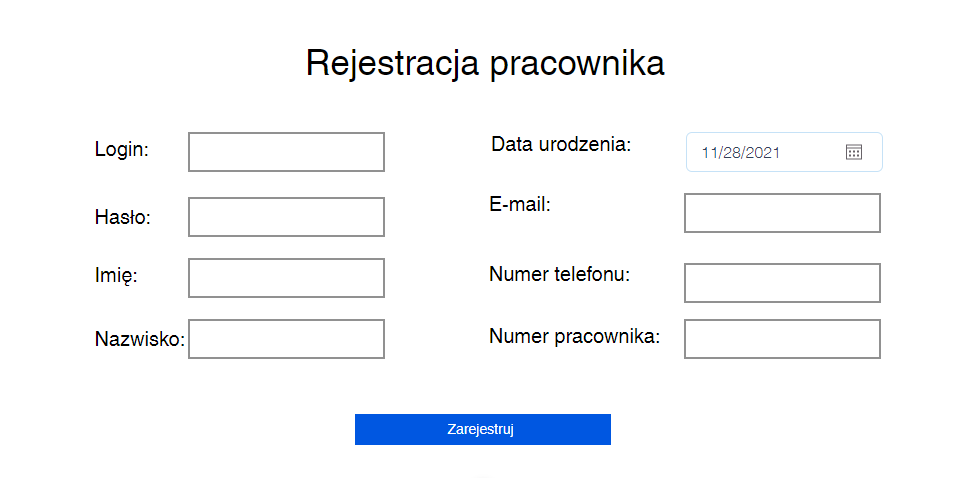 Rejestracja pracownika
Login:
Hasło:
Imię:
Nazwisko:
Data urodzenia:
11/28/2021
E-mail:
Numer telefonu:
Numer pracownika:
Zarejestruj